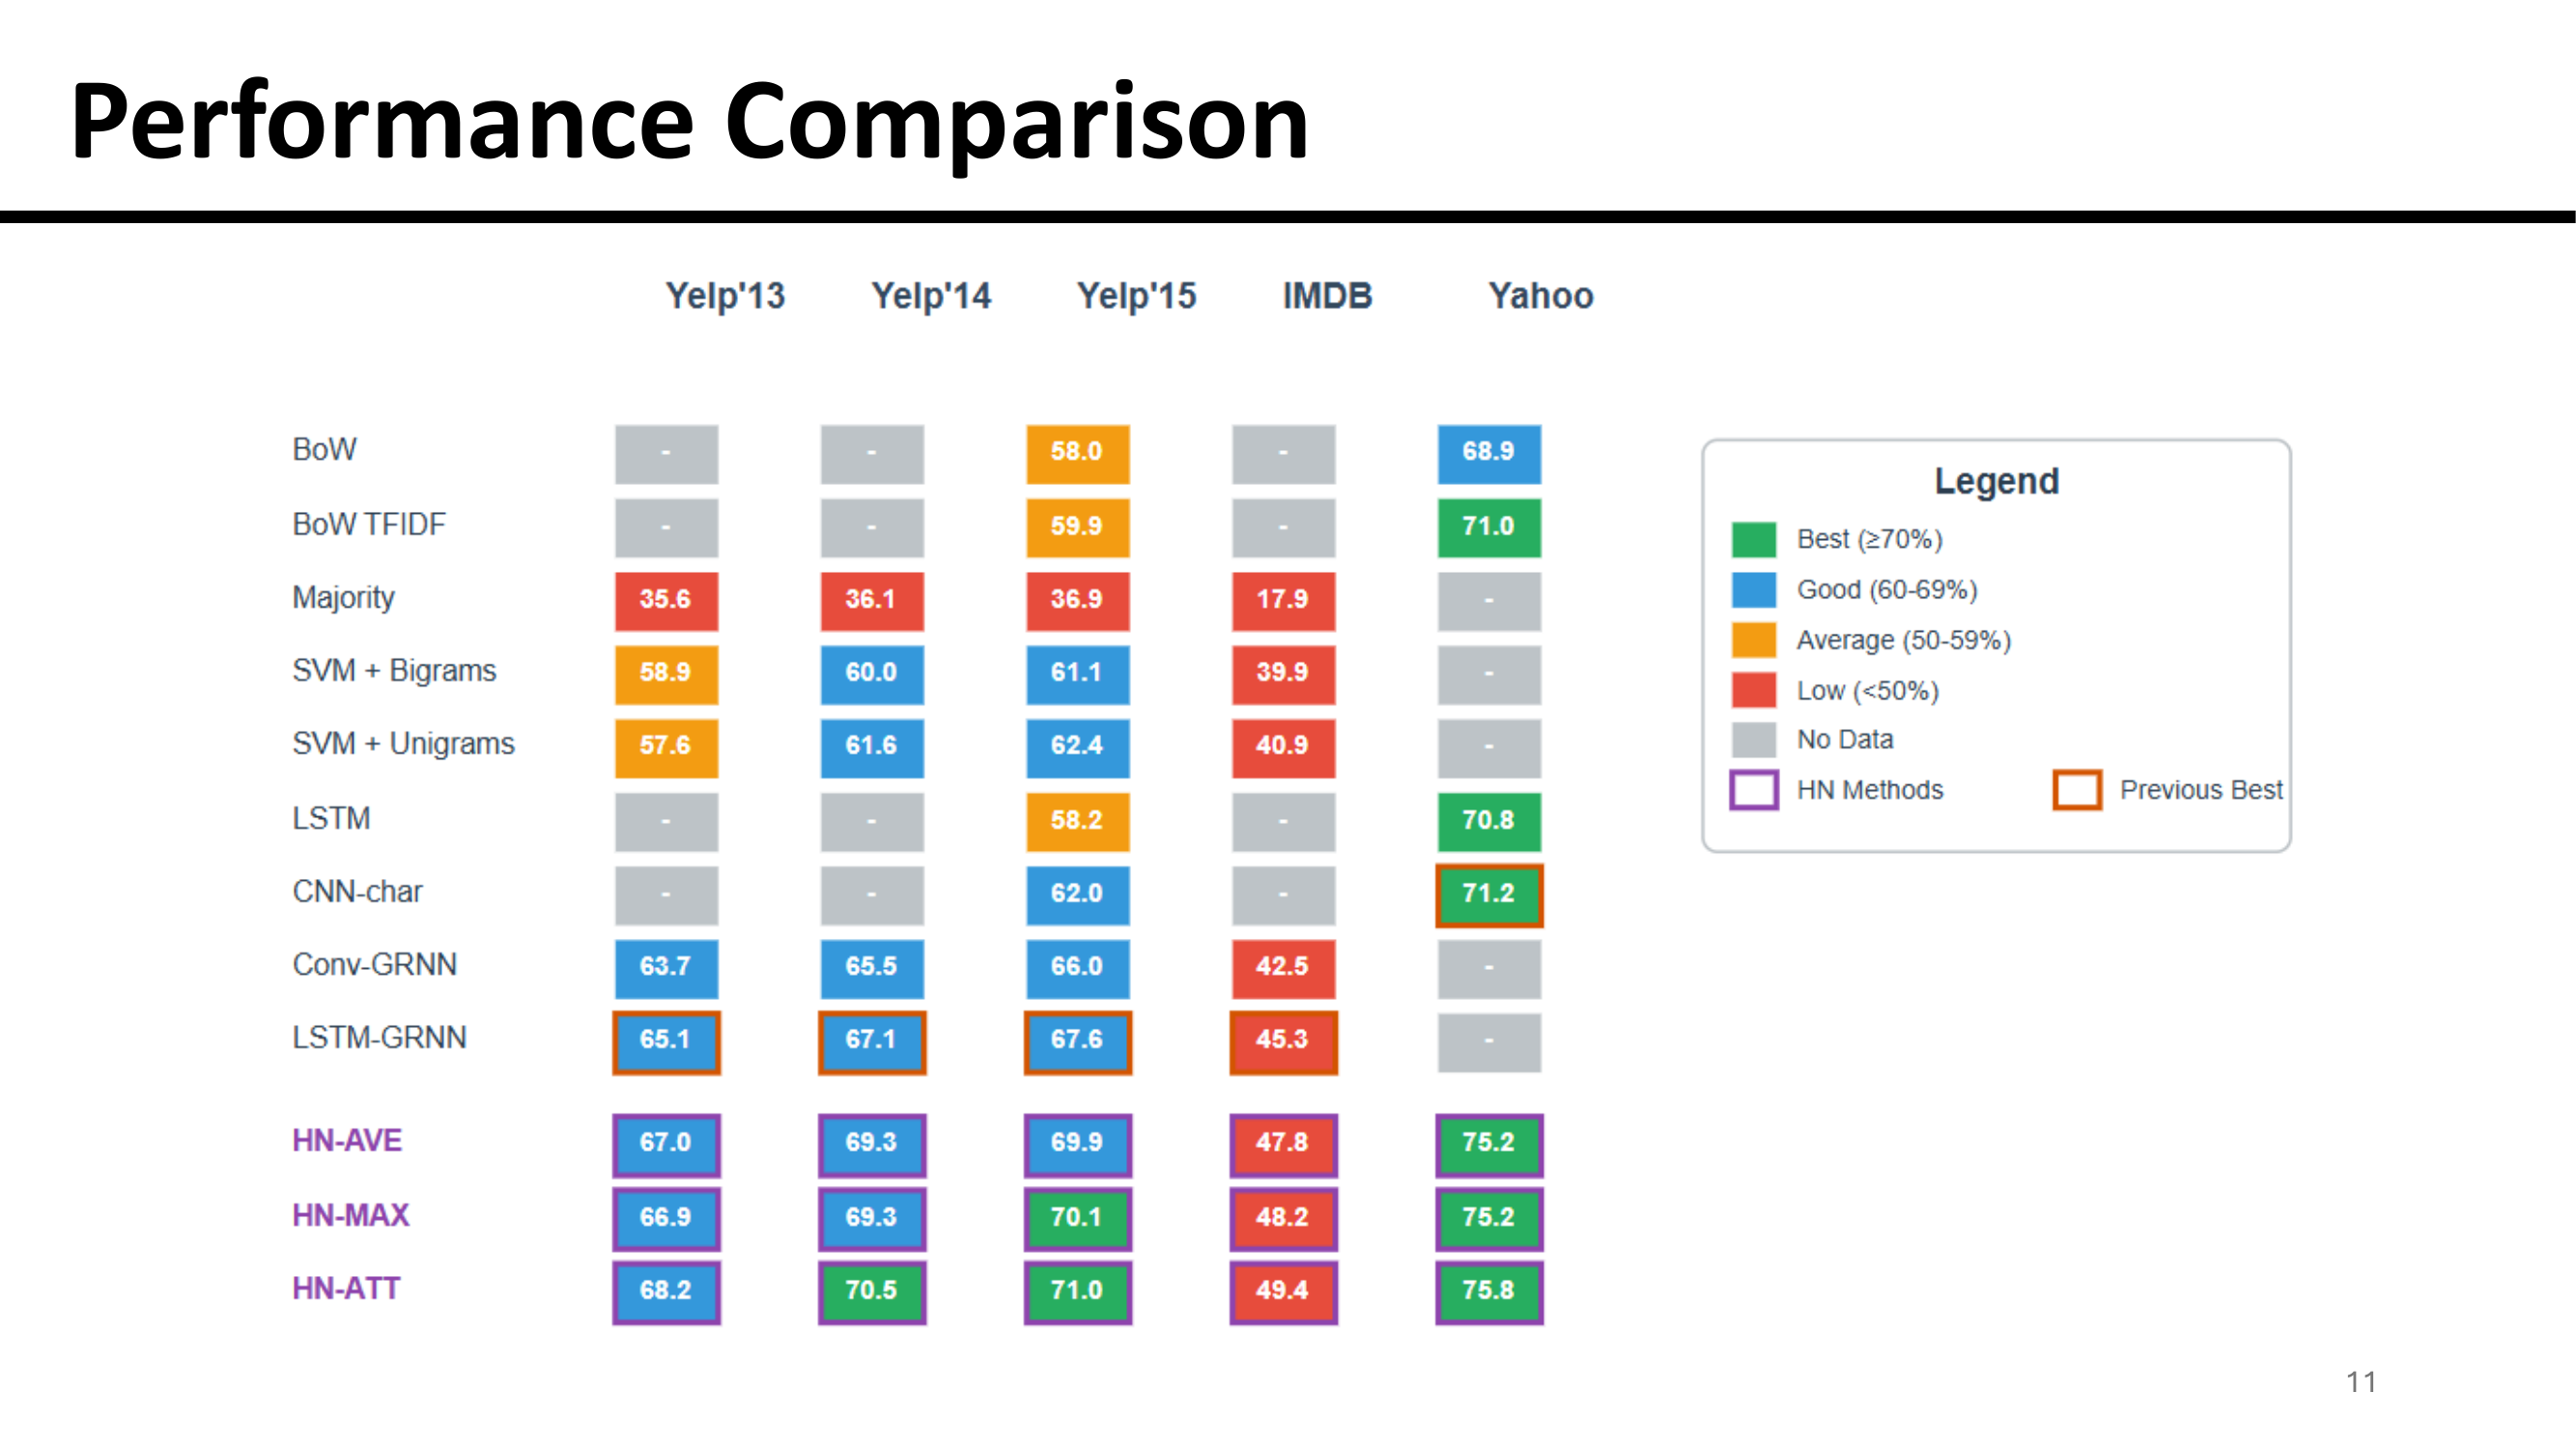 Performance Comparison
Yelp'13 Yelp'14 Yelp'15 IMDB Yahoo
BoW - - 58.0 - 68.9
BoW TFIDF - - 59.9 - 71.0
Majority 35.6 36.1 36.9 17.9 -
SVM + Bigrams 58.9 60.0 61.1 39.9 -
SVM + Unigrams 57.6 61.6 62.4 40.9 -
LSTM - - 58.2 - 70.8
CNN-char - - 62.0 - 71.2
Conv-GRNN 63.7 65.5 66.0 42.5 -
LSTM-GRNN 65.1 67.1 67.6 45.3 -
HN-AVE 67.0 69.3 69.9 47.8 75.2
HN-MAX 66.9 69.3 70.1 48.2 75.2
HN-ATT 68.2 70.5 71.0 49.4 75.8
Legend
Best (≥70%)
Good (60-69%)
Average (50-59%)
Low (<50%)
No Data
HN Methods Previous Best
11